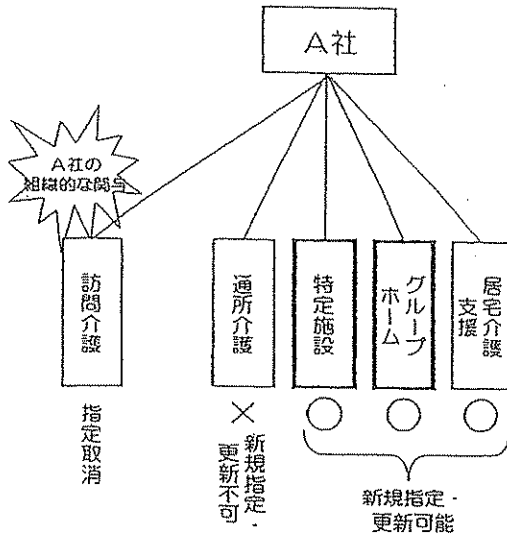 A社
A社の
組織的な関与
訪問介護
通所介護
特定施設
グループ
ホーム
居宅介護
支援
指定取消
×
新規指定・
更新不可
○
○
○
新規指定・
更新可能